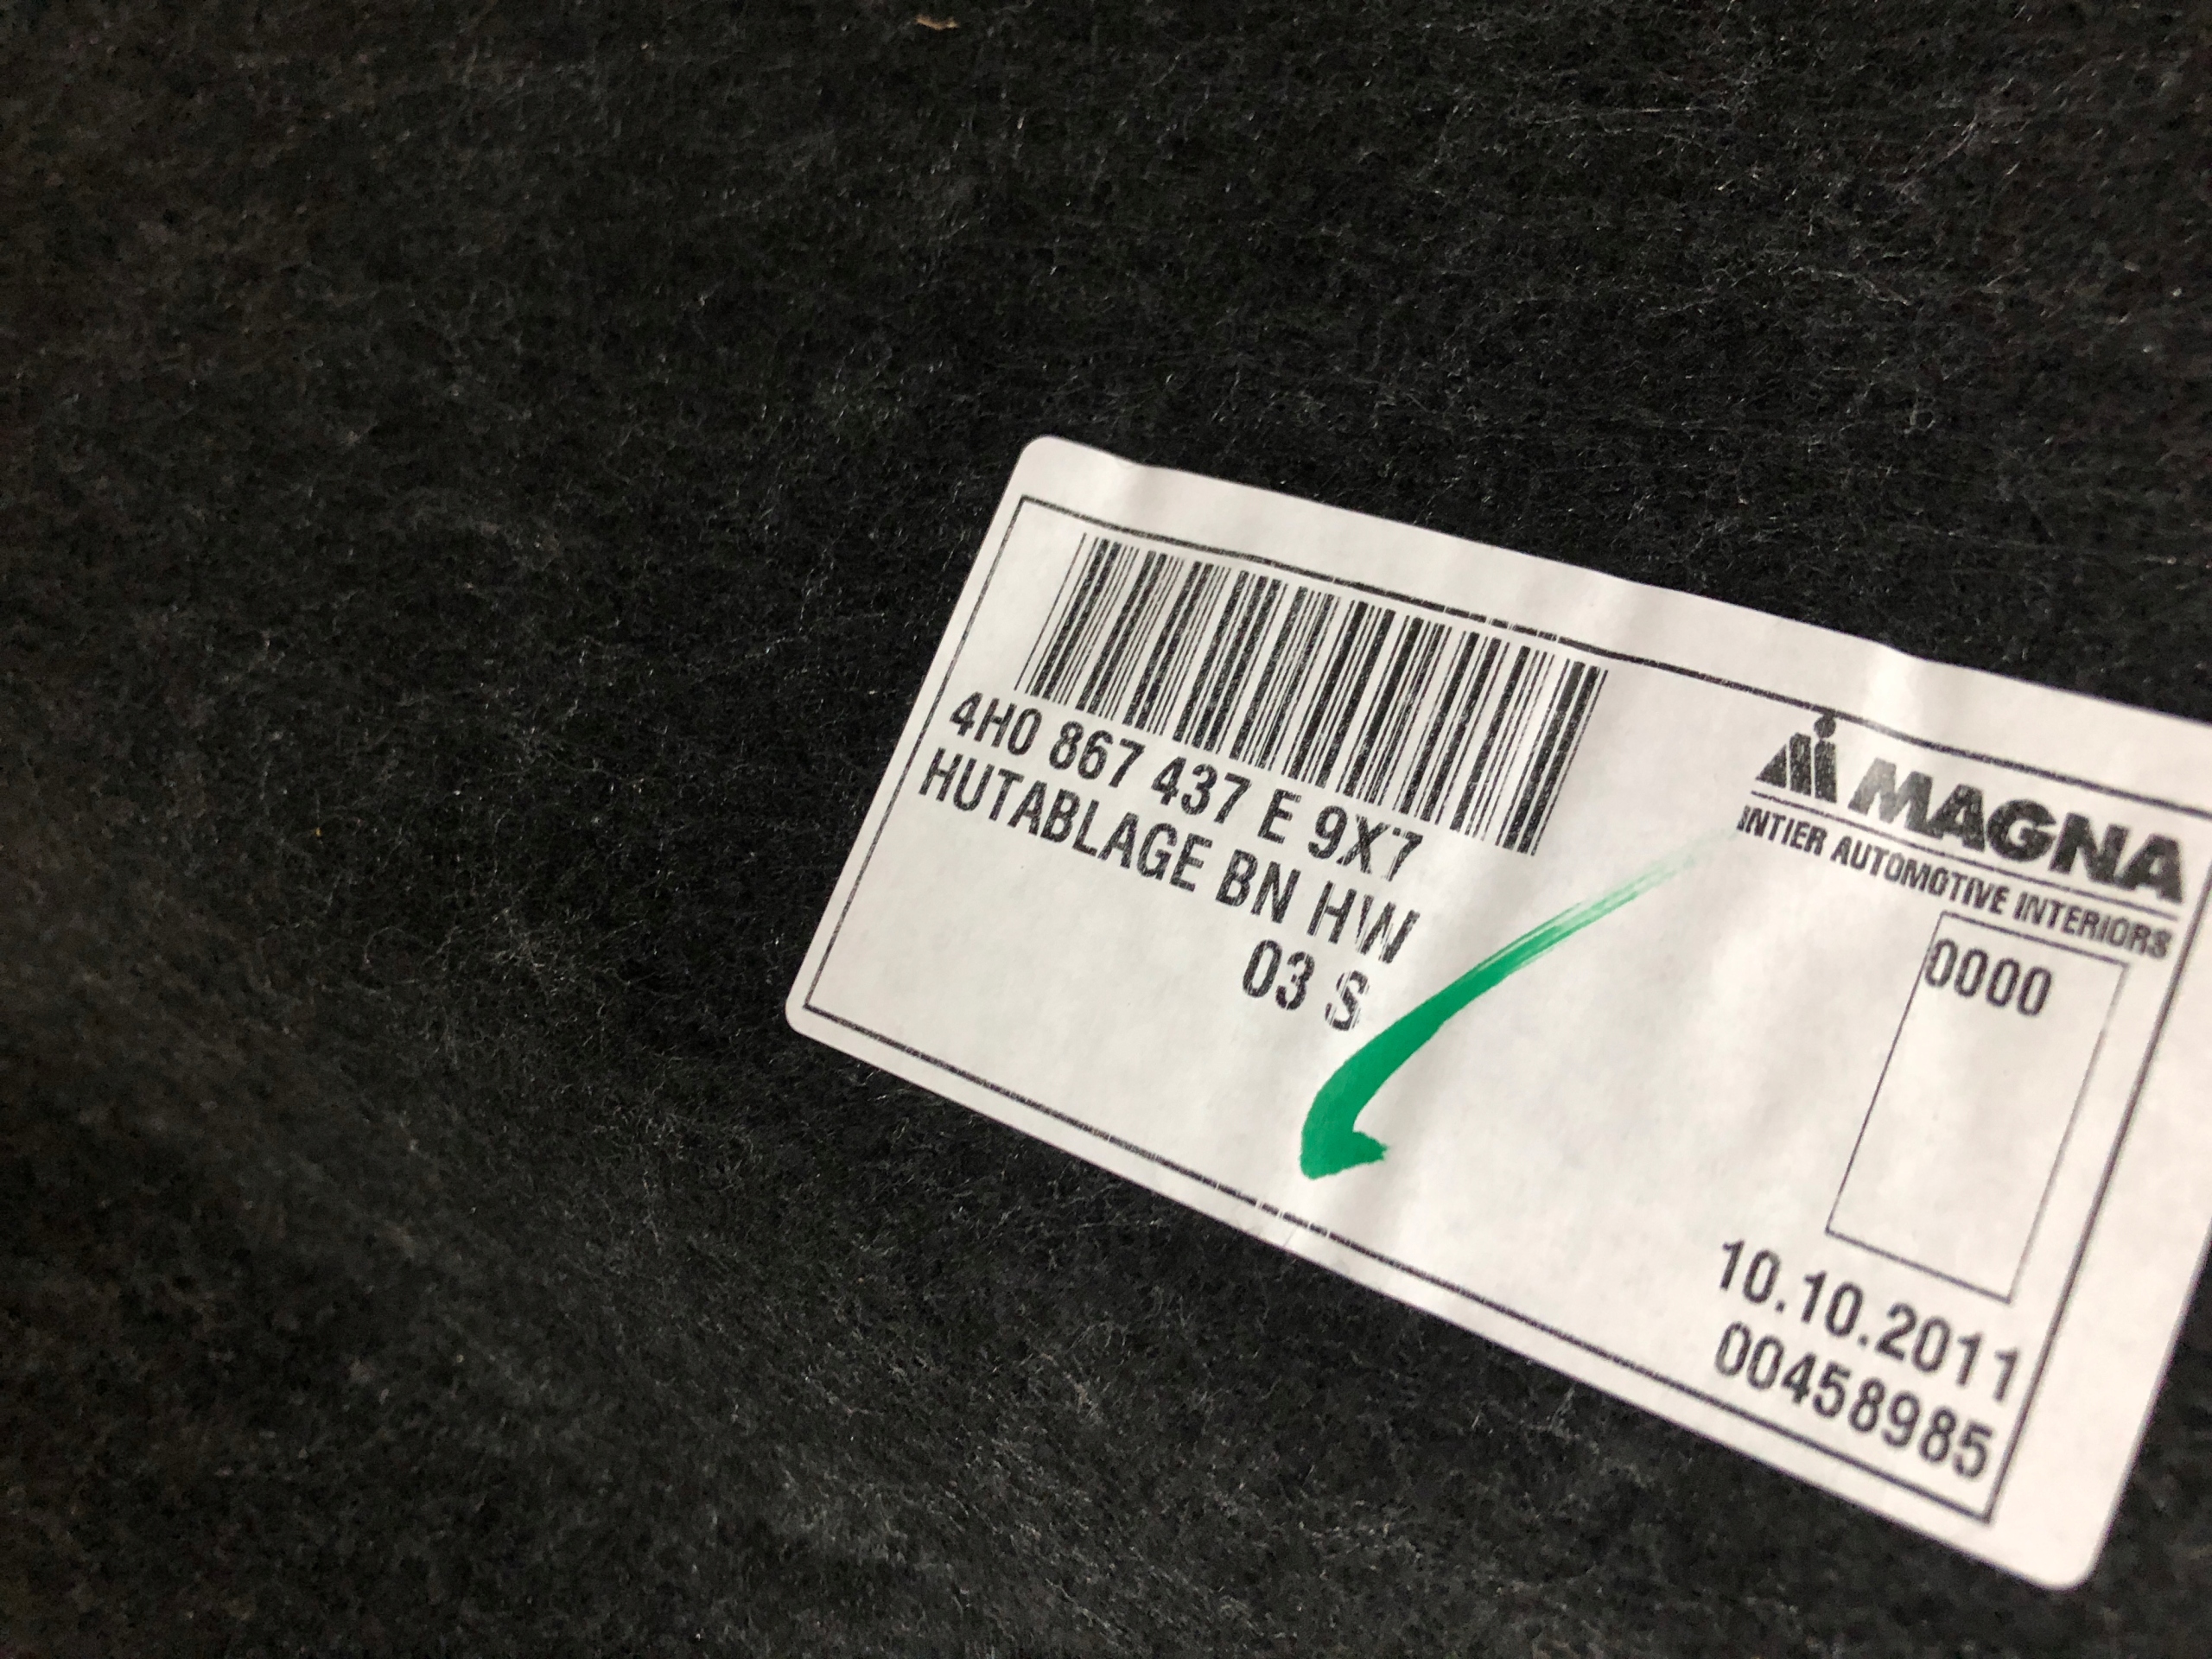 4H0 867 437 E 9X7
HUTABLAGE BN HW
03 S
MAGNA
INTIER AUTOMOTIVE INTERIORS
0000
10.10.2011
00458985